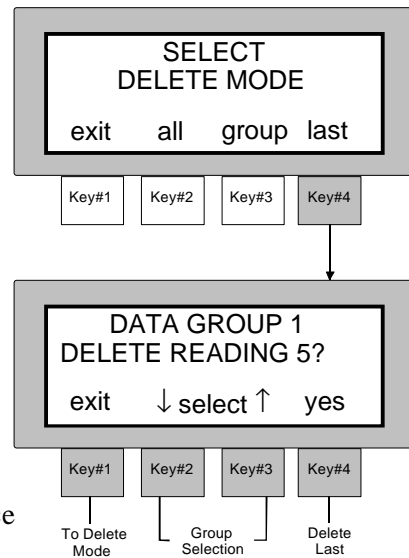 SELECT
DELETE MODE
exit all group last
Key#1 Key#2 Key#3 Key#4
DATA GROUP 1
DELETE READING 5?
exit ↓ select ↑ yes
Key#1 Key#2 Key#3 Key#4
To Delete
Mode
Group
Selection
Delete
Last